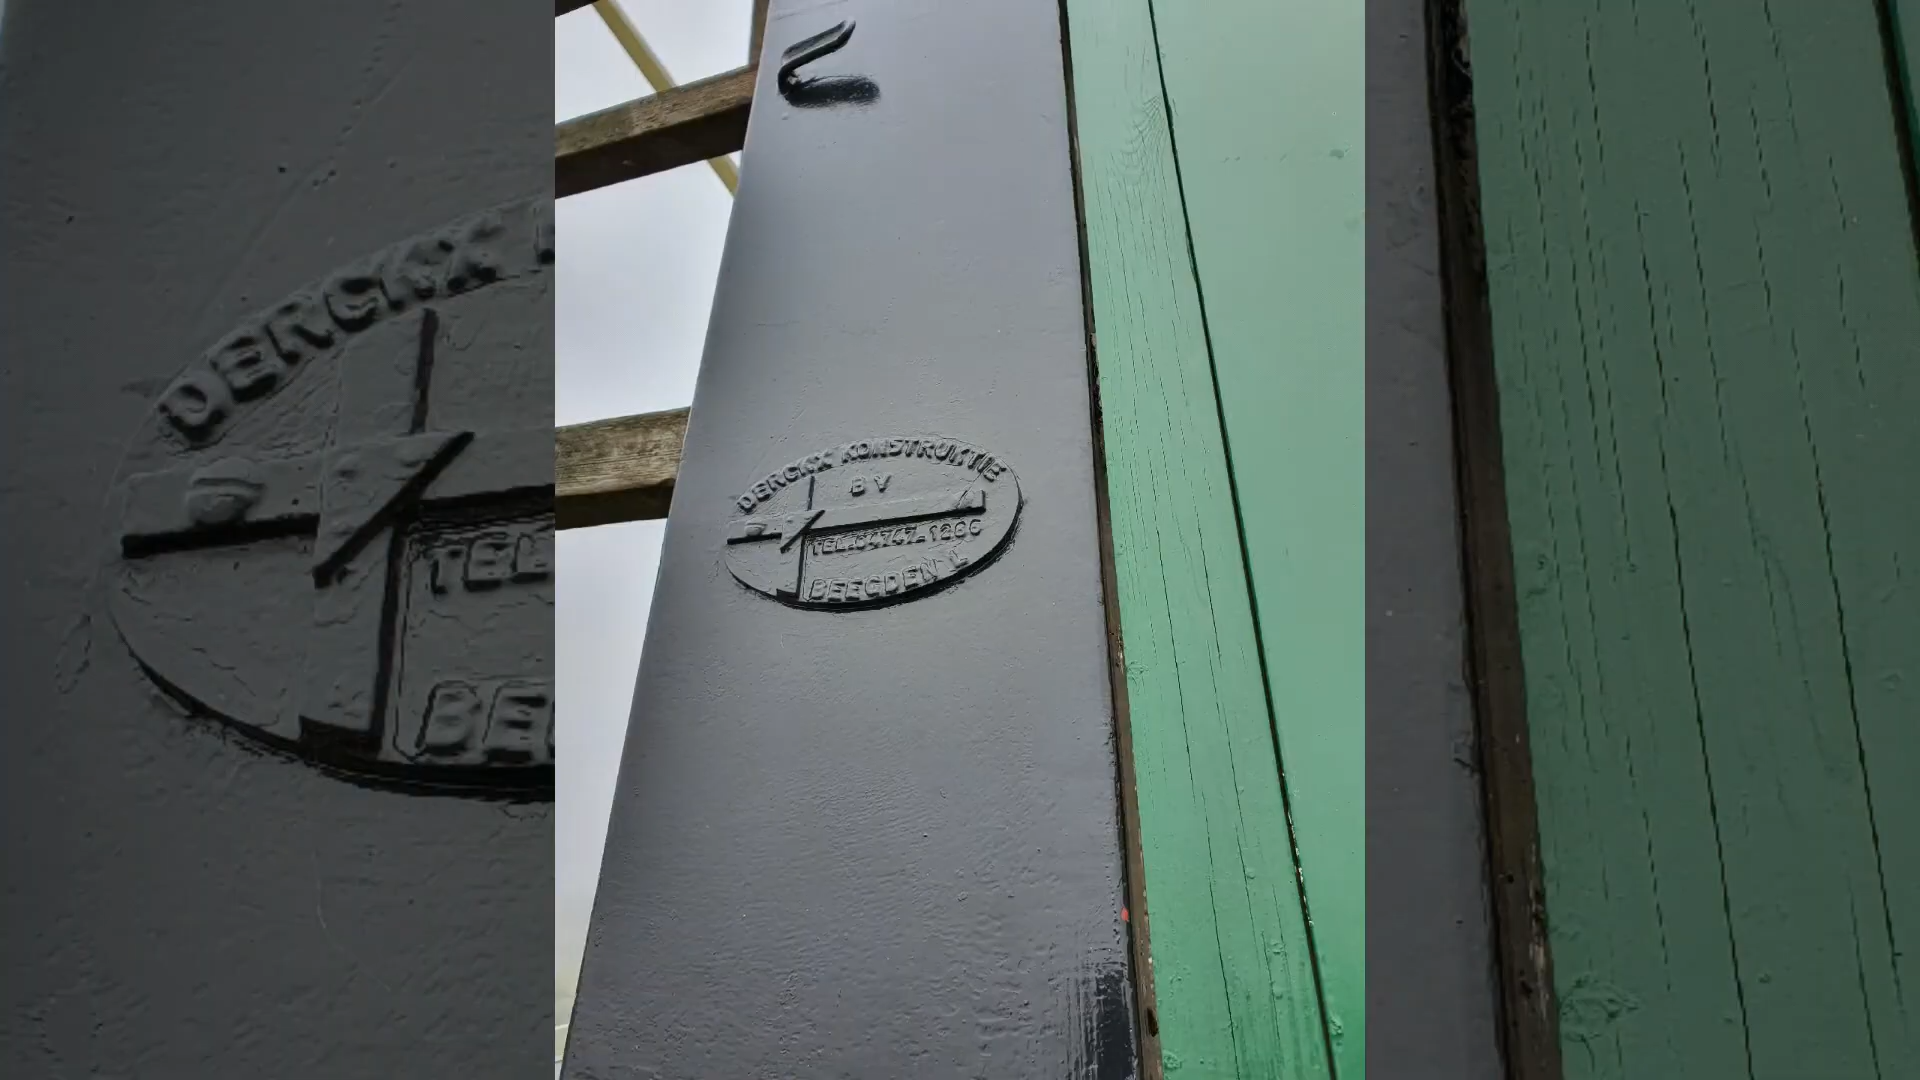 DERCKX KONSTRUKTIE
BV
TEL. 04747-1266
BEEGDEN L